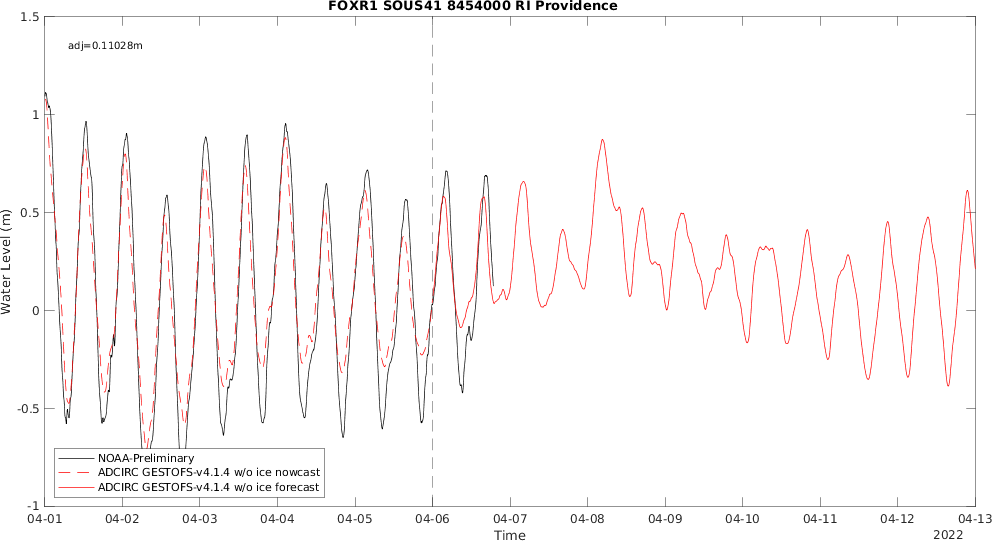 FOXR1 SOUS41 8454000 RI Providence
1.5
adj=0.11028m
1
0.5
Water Level (m)
0
-0.5
NOAA-Preliminary
ADCIRC GESTOFS-v4.1.4 w/o ice nowcast
ADCIRC GESTOFS-v4.1.4 w/o ice forecast
-1
04-01 04-02 04-03 04-04 04-05 04-06 04-07 04-08 04-09 04-10 04-11 04-12 04-13
Time
2022